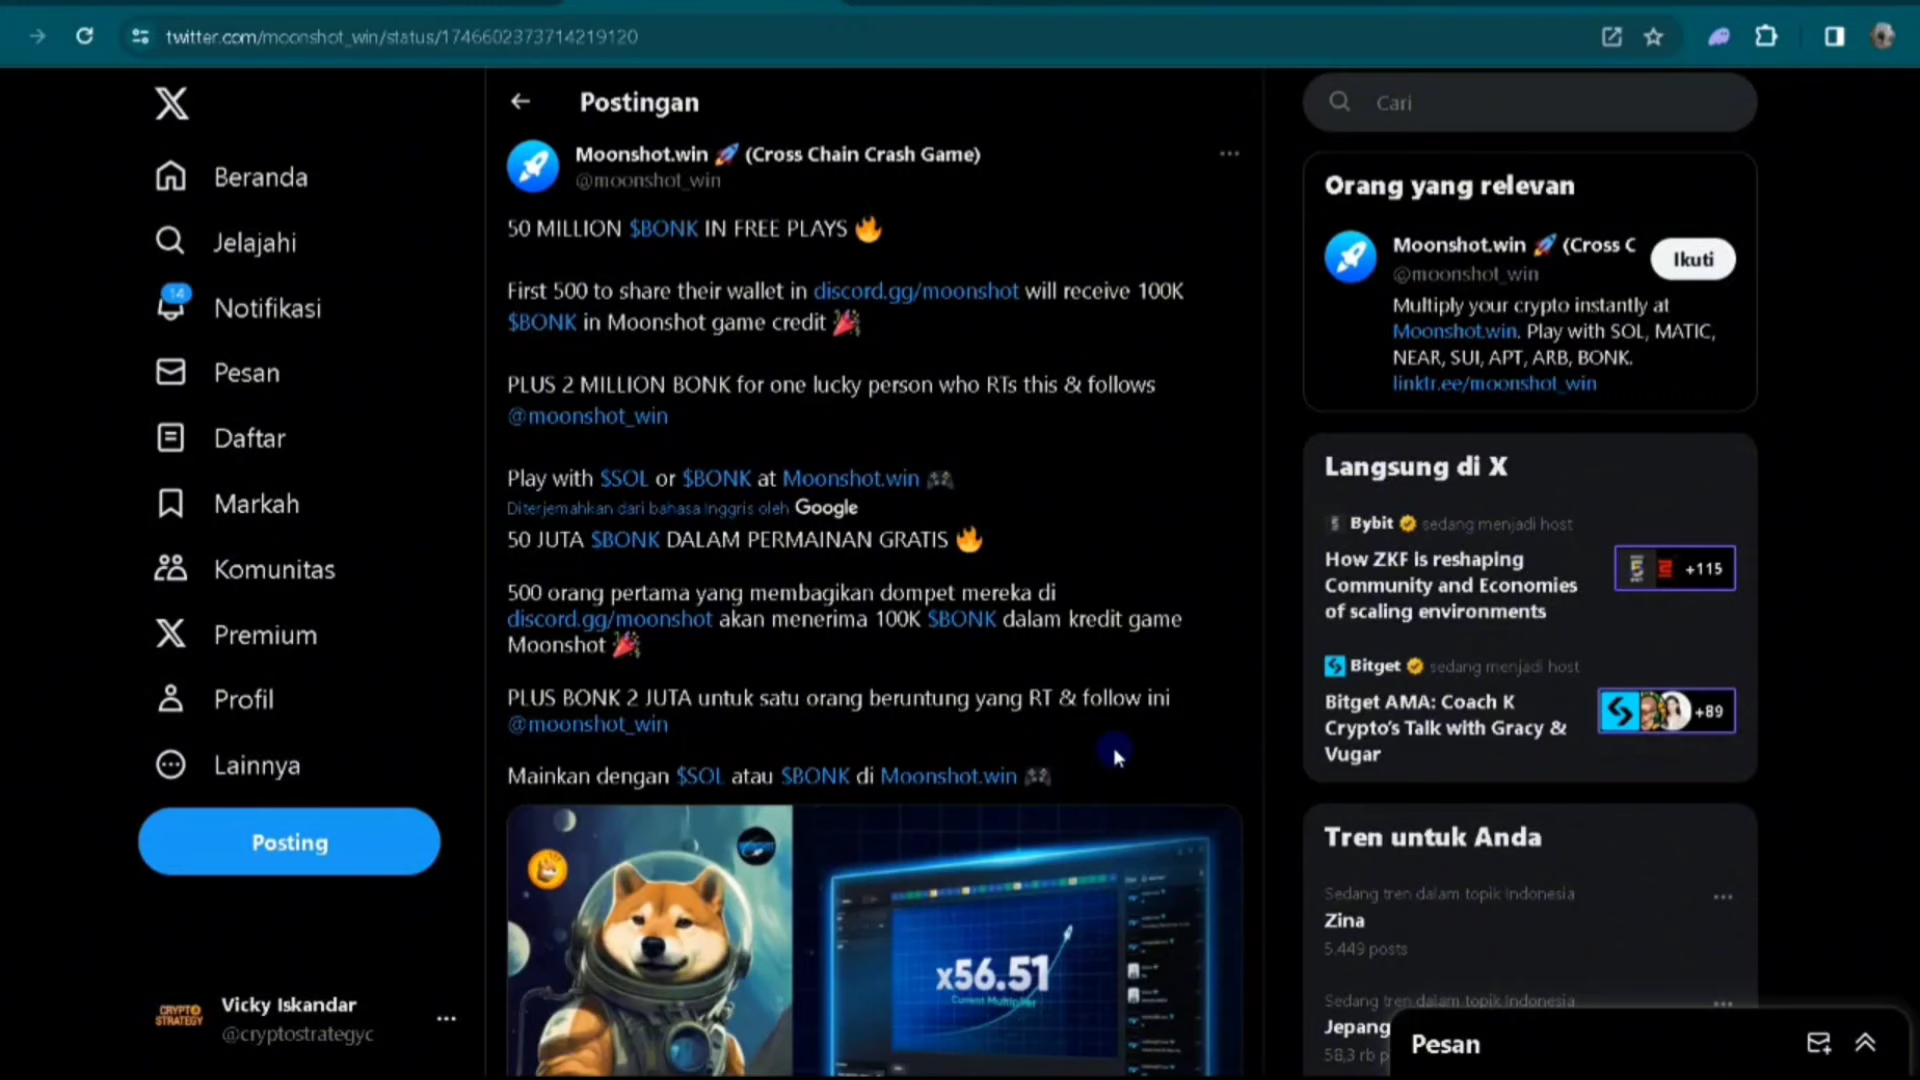 twitter.com/moonshot_win/status/1746602373714219120
Beranda
Jelajahi
14
Notifikasi
Pesan
Daftar
Markah
Komunitas
Premium
Profil
Lainnya
Posting
CRYPTO
STRATEGY
Vicky Iskandar
@cryptostrategyc
Postingan
Moonshot.win 🚀 (Cross Chain Crash Game)
@moonshot_win
50 MILLION $BONK IN FREE PLAYS 🔥
First 500 to share their wallet in discord.gg/moonshot will receive 100K
$BONK in Moonshot game credit 🎉
PLUS 2 MILLION BONK for one lucky person who RTs this & follows
@moonshot_win
Play with $SOL or $BONK at Moonshot.win 🎮
Diterjemahkan dari bahasa Inggris oleh Google
50 JUTA $BONK DALAM PERMAINAN GRATIS 🔥
500 orang pertama yang membagikan dompet mereka di
discord.gg/moonshot akan menerima 100K $BONK dalam kredit game
Moonshot 🎉
PLUS BONK 2 JUTA untuk satu orang beruntung yang RT & follow ini
@moonshot_win
Mainkan dengan $SOL atau $BONK di Moonshot.win 🎮
x56.51
Current Multiplier
Cari
Orang yang relevan
Moonshot.win 🚀 (Cross C
@moonshot_win
Ikuti
Multiply your crypto instantly at
Moonshot.win. Play with SOL, MATIC,
NEAR, SUI, APT, ARB, BONK.
linktr.ee/moonshot_win
Langsung di X
Bybit sedang menjadi host
How ZKF is reshaping
Community and Economies
of scaling environments
+115
Bitget sedang menjadi host
Bitget AMA: Coach K
Crypto's Talk with Gracy &
Vugar
+89
Tren untuk Anda
Sedang tren dalam topik Indonesia
Zina
5.449 posts
Sedang tren dalam topik Indonesia
Jepang
58,3 rb p
Pesan